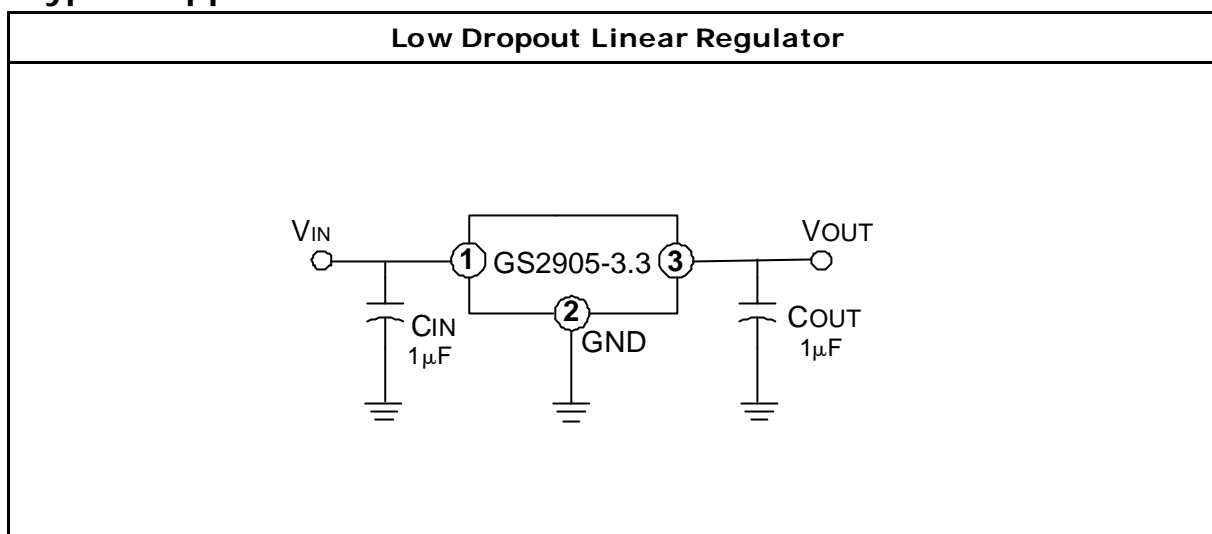 Low Dropout Linear Regulator
VIN
VOUT
1 GS2905-3.3 3
2
CIN
1μF
GND
COUT
1μF